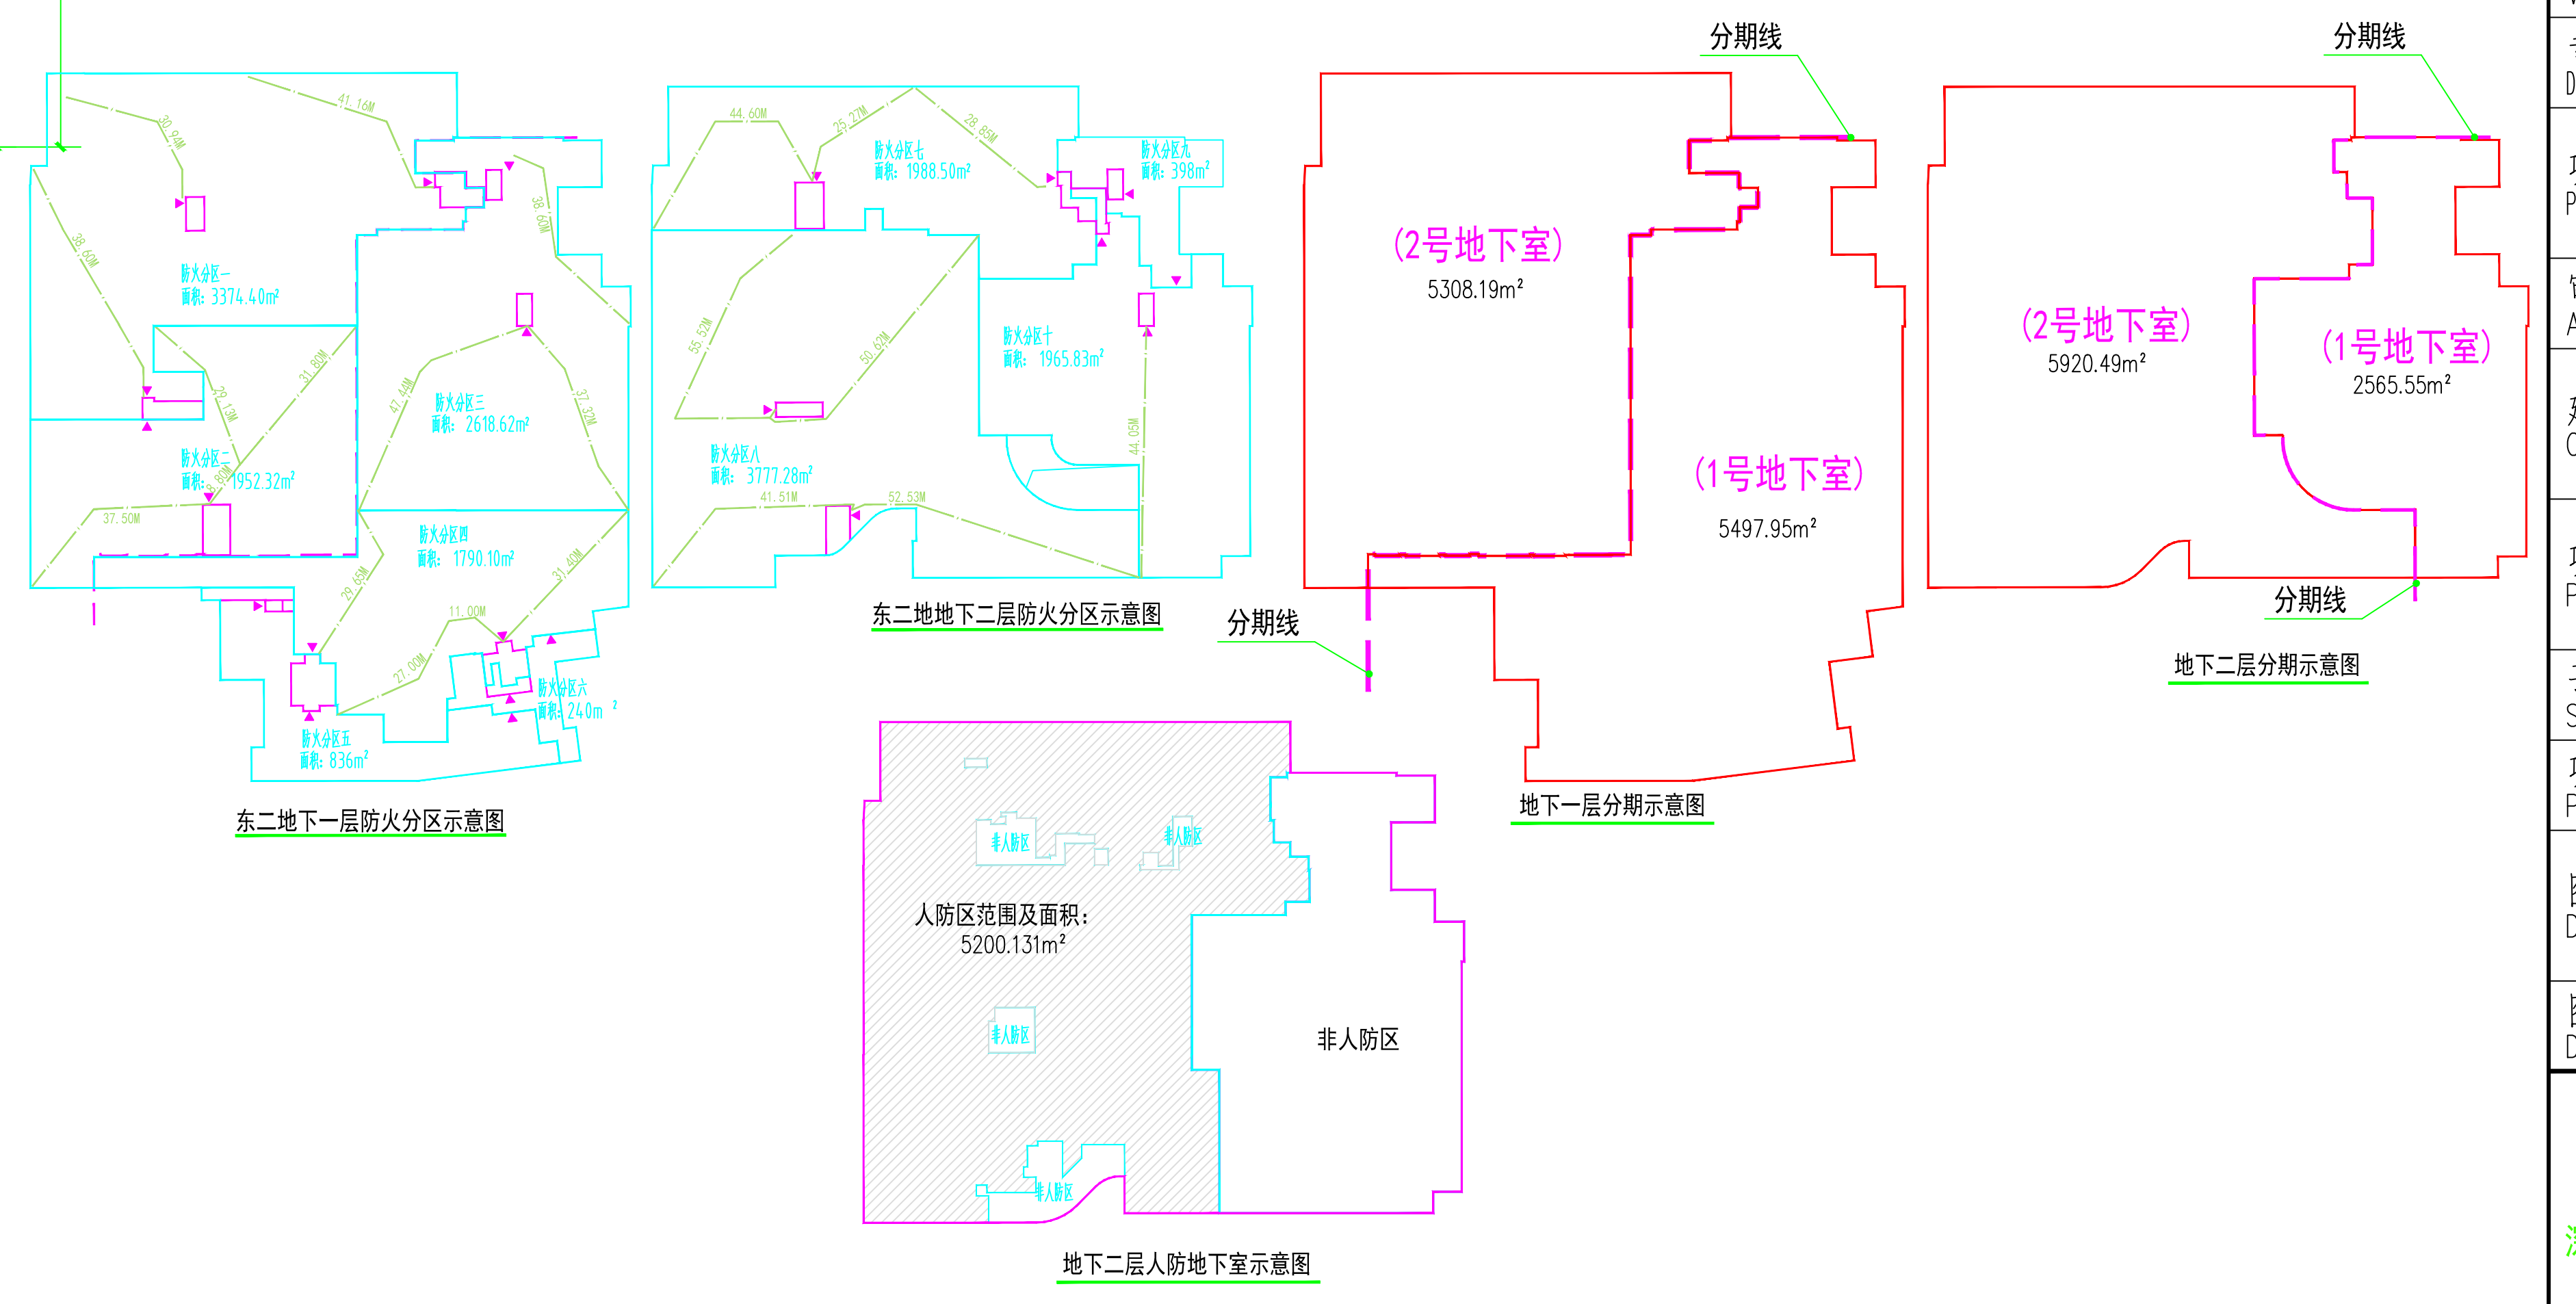 30.94M
41.16M
38.60M
38.60M
防火分区一
面积: 3374.40m²
29.13M
31.80M
47.44M
37.32M
防火分区三
面积: 2618.62m²
防火分区二
面积: 1952.32m²
8.80M
37.50M
防火分区四
面积: 1790.10m²
29.65M
31.40M
11.00M
27.00M
防火分区六
面积: 240m²
防火分区五
面积: 836m²
东二地下一层防火分区示意图
44.60M
25.27M
28.85M
防火分区七
面积: 1988.50m²
防火分区九
面积: 398m²
55.52M
50.62M
防火分区十
面积: 1965.83m²
44.05M
防火分区八
面积: 3777.28m²
41.51M
52.53M
东二地地下二层防火分区示意图
分期线
(2号地下室)
5308.19m²
(1号地下室)
5497.95m²
分期线
地下一层分期示意图
分期线
(2号地下室)
5920.49m²
(1号地下室)
2565.55m²
分期线
地下二层分期示意图
非人防区
非人防区
人防区范围及面积:
5200.131m²
非人防区
非人防区
非人防区
地下二层人防地下室示意图
D
P
A
C
P
S
P
D
D